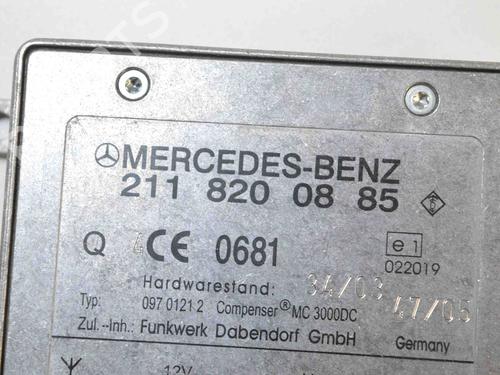 MERCEDES-BENZ
211 820 08 85
Q 4 CE 0681 e1
022019
Hardwarestand: 34/03 47/05
Typ: 097 0121 2 Compenser® MC 3000DC
Zul.-Inh.: Funkwerk Dabendorf GmbH Germany
12V